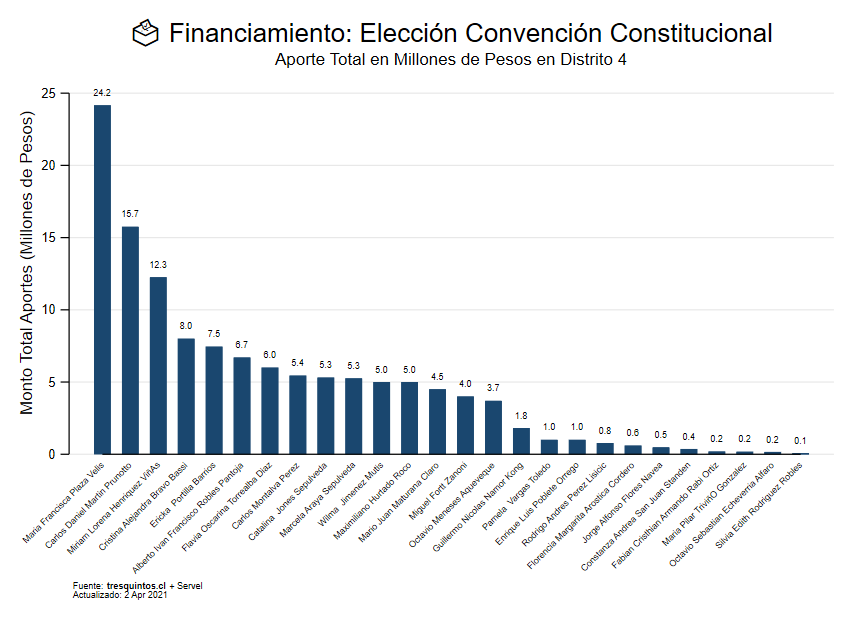 Financiamiento: Elección Convención Constitucional
Aporte Total en Millones de Pesos en Distrito 4
Monto Total Aportes (Millones de Pesos)
25
20
15
10
5
0
24.2
15.7
12.3
8.0
7.5
6.7
6.0
5.4
5.3
5.3
5.0
5.0
4.5
4.0
3.7
1.8
1.0
1.0
0.8
0.6
0.5
0.4
0.2
0.2
0.2
0.1
Maria Francisca Plaza Velis
Carlos Daniel Martin Prunotto
Miriam Lorena Henriquez ViñAs
Cristina Alejandra Bravo Bassi
Ericka Portilla Barrios
Alberto Ivan Francisco Robles Pantoja
Flavia Oscarina Torrealba Diaz
Carlos Montalva Perez
Catalina Jones Sepulveda
Marcela Araya Sepulveda
Wilma Jimenez Mutis
Maximiliano Hurtado Roco
Mario Juan Maturana Claro
Miguel Fortt Zanoni
Octavio Meneses Aqueveque
Guillermo Nicolas Namor Kong
Pamela Vargas Toledo
Enrique Luis Poblete Orrego
Rodrigo Andres Perez Lisicic
Florencia Margarita Arostica Cordero
Jorge Alfonso Flores Navea
Constanza Andrea San Juan Standen
Fabian Cristhian Armando Rabi Ortiz
Maria Pilar TriviñO Gonzalez
Octavio Sebastian Echeverria Alfaro
Silvia Edith Rodriguez Robles
Fuente: tresquintos.cl + Servel
Actualizado: 2 Apr 2021